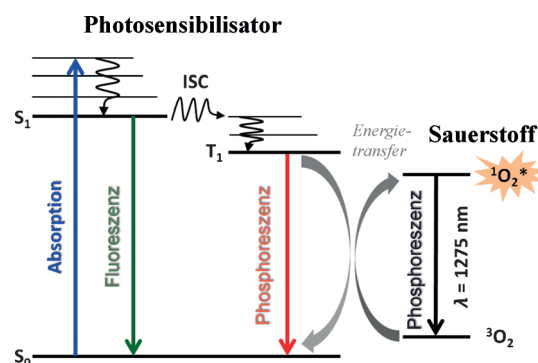 Photosensibilisator
ISC
S1
T1
Energie-
transfer
Sauerstoff
¹O₂*
Absorption
Fluoreszenz
Phosphoreszenz
Phosphoreszenz
λ = 1275 nm
³O₂
S₀